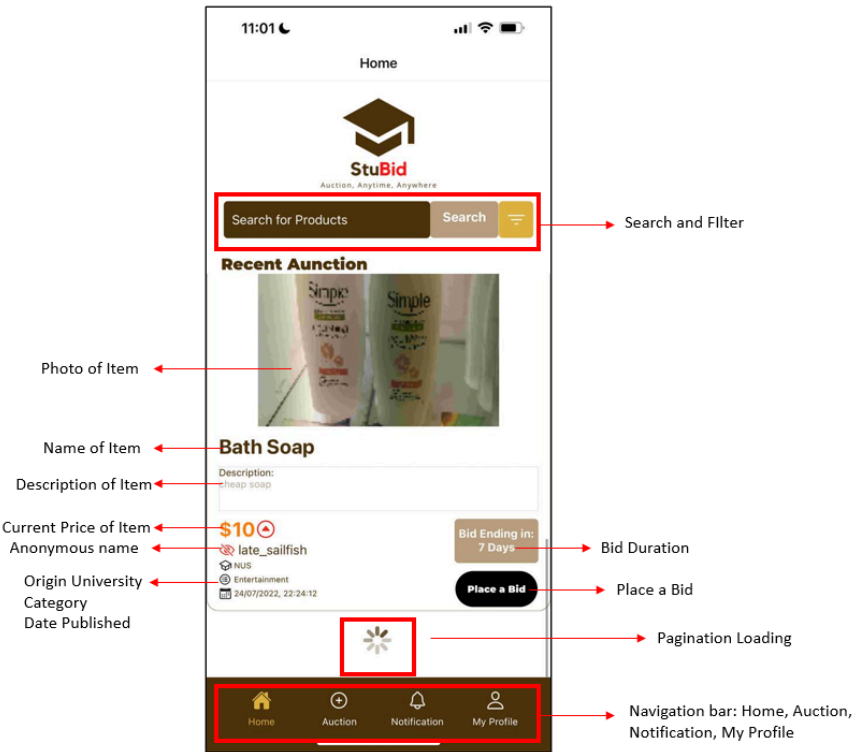 11:01
Home
StuBid
Auction, Anytime, Anywhere
Search for Products
Search
Search and FIlter
Recent Aunction
Simple
Simple
Photo of Item
Name of Item
Bath Soap
Description of Item
Description:
cheap soap
Current Price of Item
$10
Anonymous name
late_sailfish
Bid Ending in:
7 Days
Bid Duration
Origin University
Category
Date Published
NUS
Entertainment
24/07/2022, 22:24:12
Place a Bid
Place a Bid
Pagination Loading
Home
Auction
Notification
My Profile
Navigation bar: Home, Auction,
Notification, My Profile